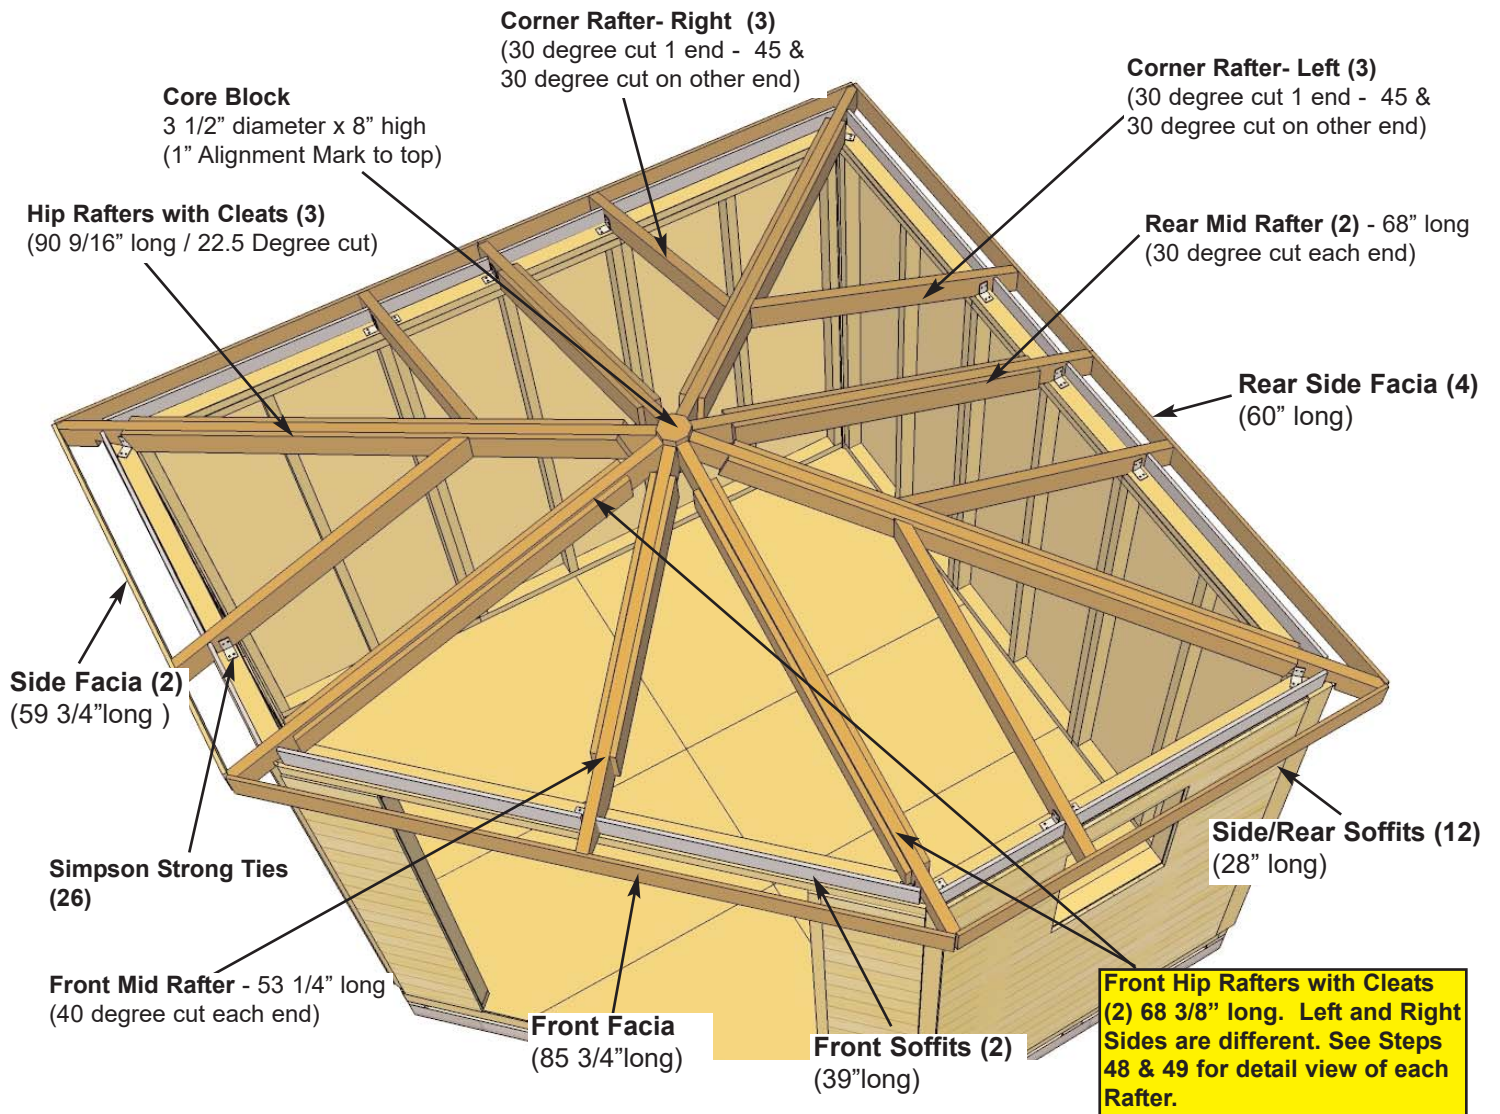 Corner Rafter- Right (3)
(30 degree cut 1 end - 45 &
30 degree cut on other end)
Corner Rafter- Left (3)
(30 degree cut 1 end - 45 &
30 degree cut on other end)
Core Block
3 1/2” diameter x 8” high
(1” Alignment Mark to top)
Hip Rafters with Cleats (3)
(90 9/16” long / 22.5 Degree cut)
Rear Mid Rafter (2) - 68” long
(30 degree cut each end)
Rear Side Facia (4)
(60” long)
Side Facia (2)
(59 3/4”long )
Simpson Strong Ties
(26)
Side/Rear Soffits (12)
(28” long)
Front Mid Rafter - 53 1/4” long
(40 degree cut each end)
Front Facia
(85 3/4”long)
Front Soffits (2)
(39”long)
Front Hip Rafters with Cleats
(2) 68 3/8” long. Left and Right
Sides are different. See Steps
48 & 49 for detail view of each
Rafter.